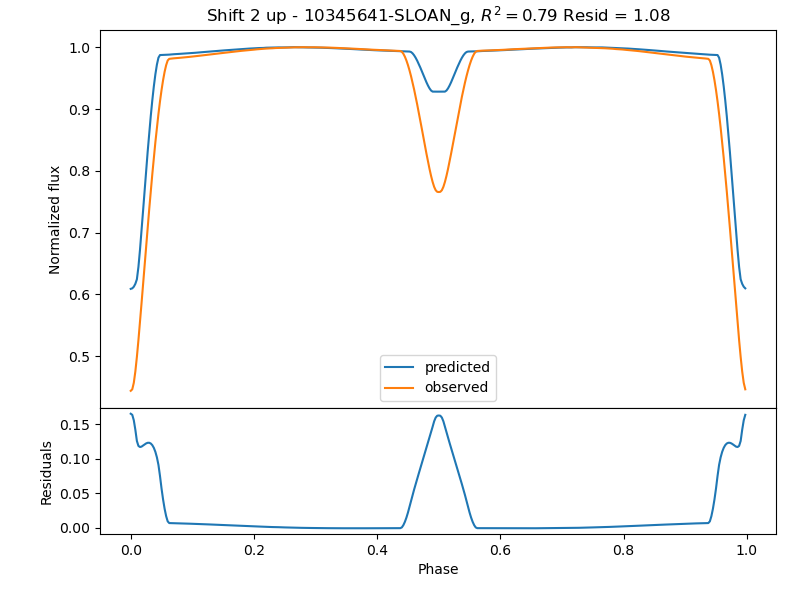 Shift 2 up - 10345641-SLOAN_g, R² = 0.79 Resid = 1.08
Normalized flux
1.0
0.9
0.8
0.7
0.6
0.5
predicted
observed
Residuals
0.15
0.10
0.05
0.00
0.0 0.2 0.4 0.6 0.8 1.0
Phase